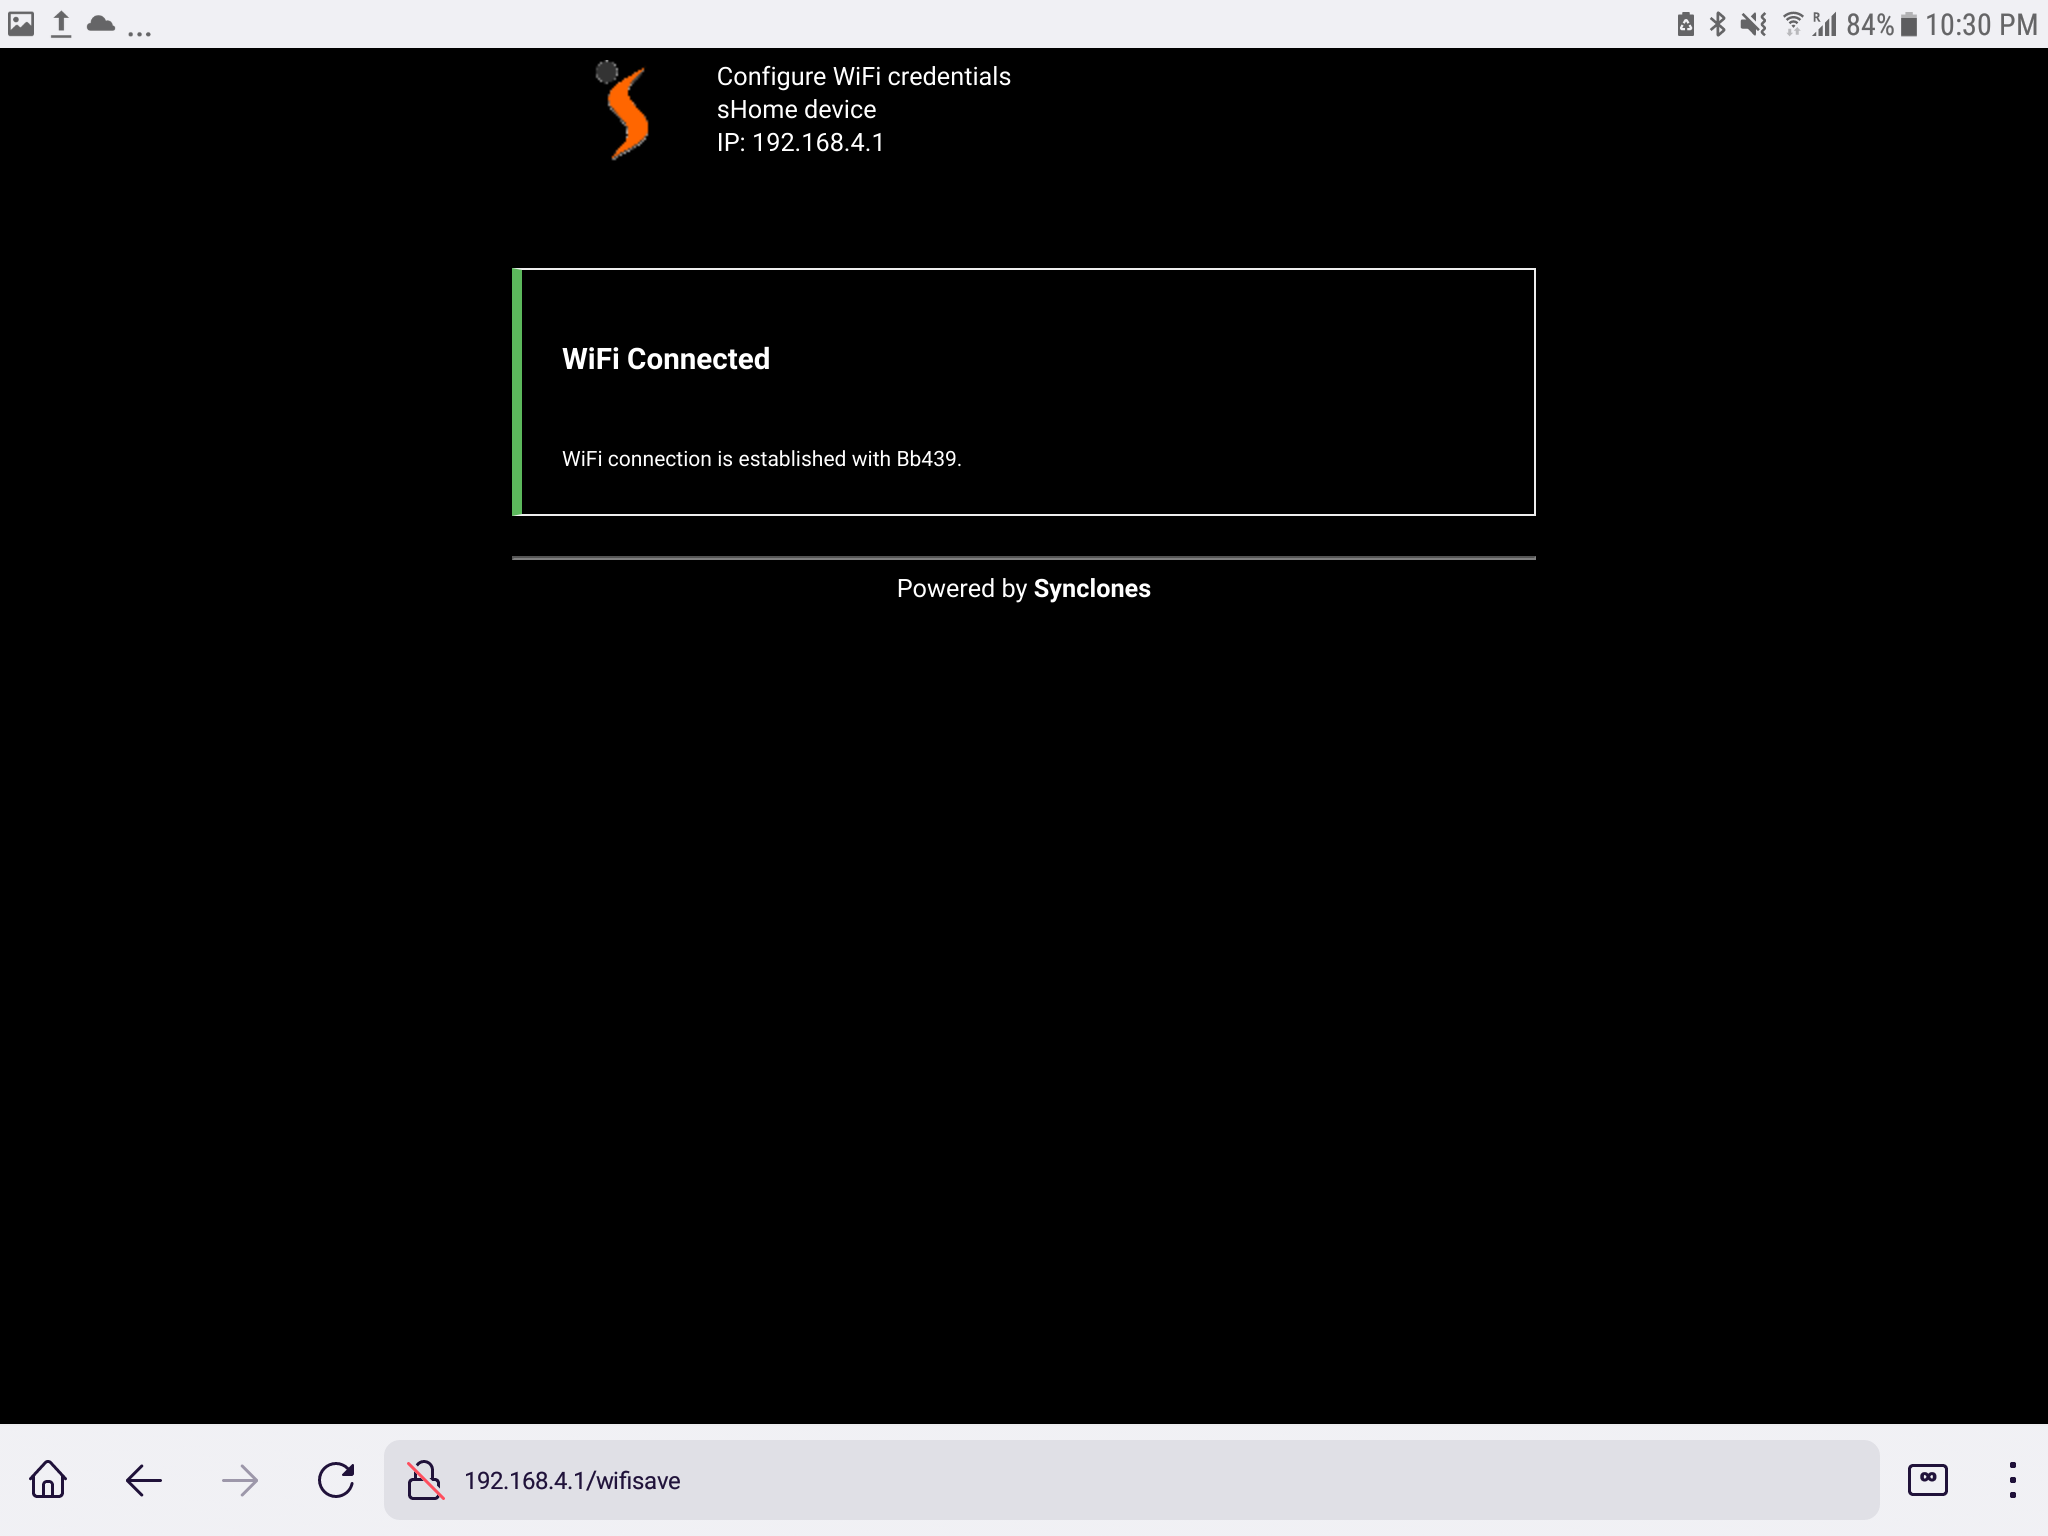 ... 84% 10:30 PM
Configure WiFi credentials
sHome device
IP: 192.168.4.1
WiFi Connected
WiFi connection is established with Bb439.
Powered by Synclones
192.168.4.1/wifisave ∞